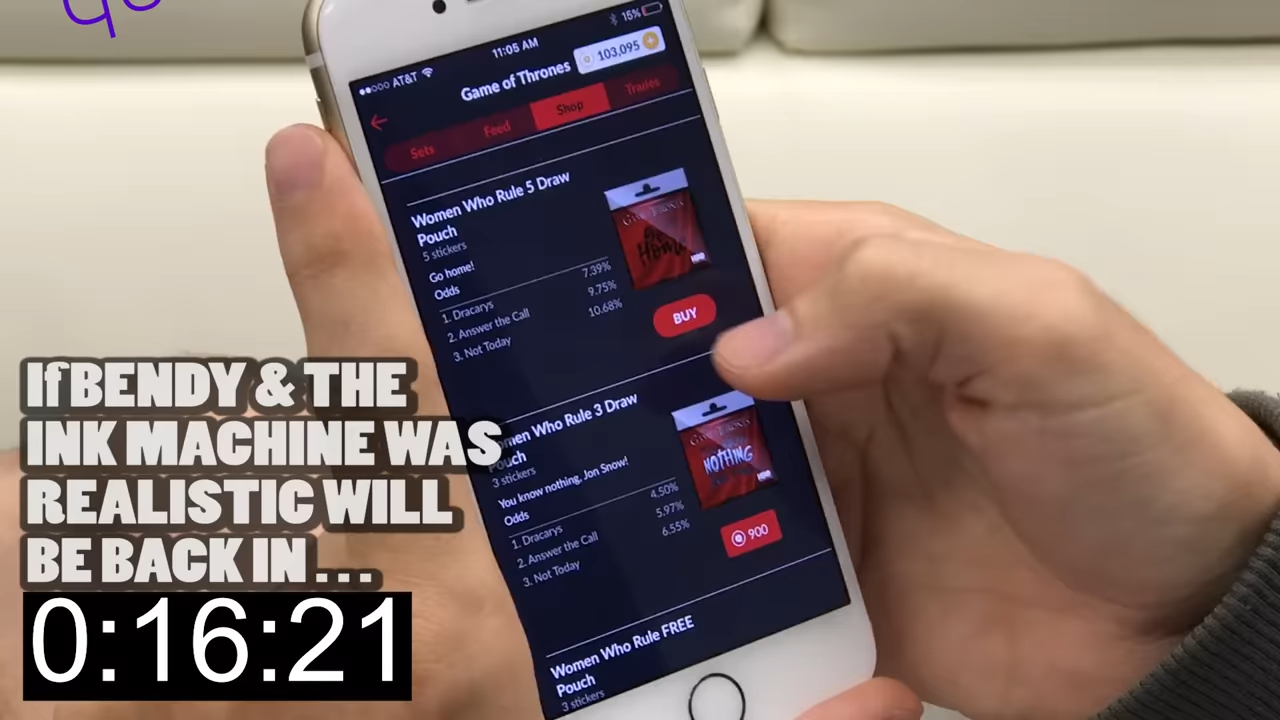 15%
11:05 AM
AT&T
103,095
Game of Thrones
Sets
Feed
Shop
Trades
Women Who Rule 5 Draw
Pouch
5 stickers
Go home!
Odds
1. Dracarys 7.39%
2. Answer the Call 9.75%
3. Not Today 10.68%
BUY
Women Who Rule 3 Draw
Pouch
3 stickers
You know nothing, Jon Snow!
Odds
1. Dracarys 4.50%
2. Answer the Call 5.97%
3. Not Today 6.55%
NOTHING
HBO
900
Women Who Rule FREE
Pouch
3 stickers
If BENDY & THE
INK MACHINE WAS
REALISTIC WILL
BE BACK IN ...
0:16:21